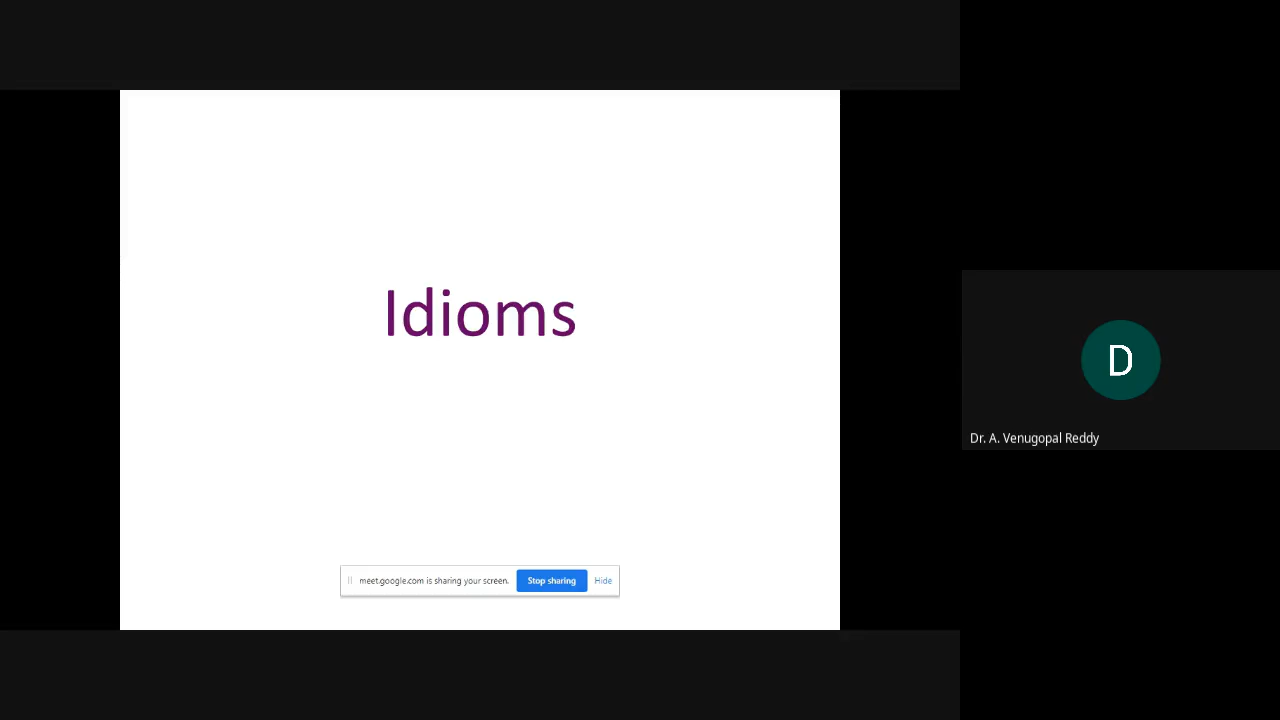 Idioms
meet.google.com is sharing your screen. Stop sharing Hide
D
Dr. A. Venugopal Reddy